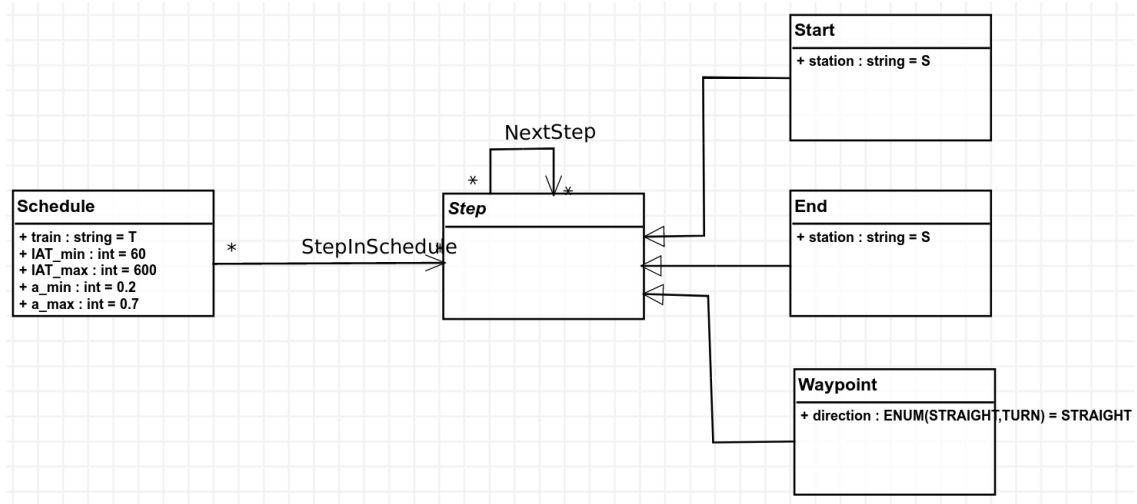 Start
+ station : string = S
NextStep
*
*
Schedule
+ train : string = T
+ IAT_min : int = 60
+ IAT_max : int = 600
+ a_min : int = 0.2
+ a_max : int = 0.7
*
StepInSchedule
*
Step
End
+ station : string = S
Waypoint
+ direction : ENUM(STRAIGHT,TURN) = STRAIGHT